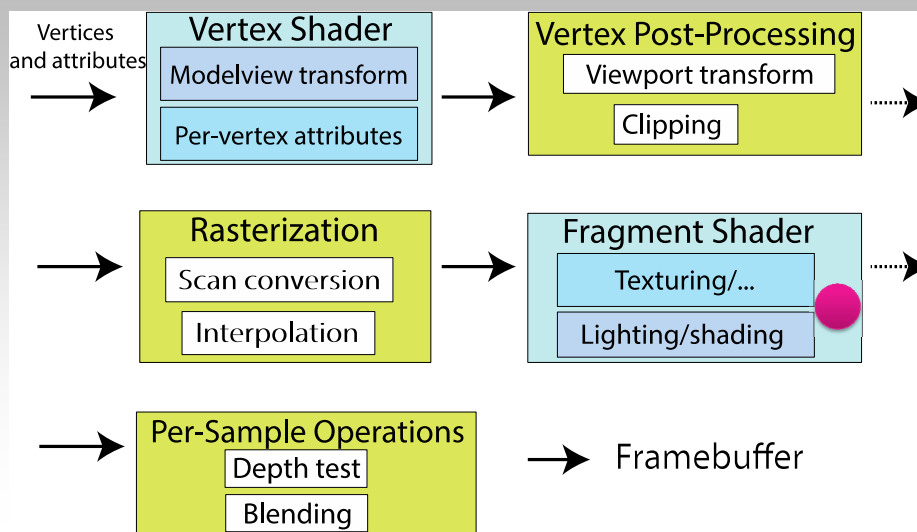 Vertices
and attributes
Vertex Shader
Modelview transform
Per-vertex attributes
Vertex Post-Processing
Viewport transform
Clipping
Rasterization
Scan conversion
Interpolation
Fragment Shader
Texturing/...
Lighting/shading
Per-Sample Operations
Depth test
Blending
Framebuffer